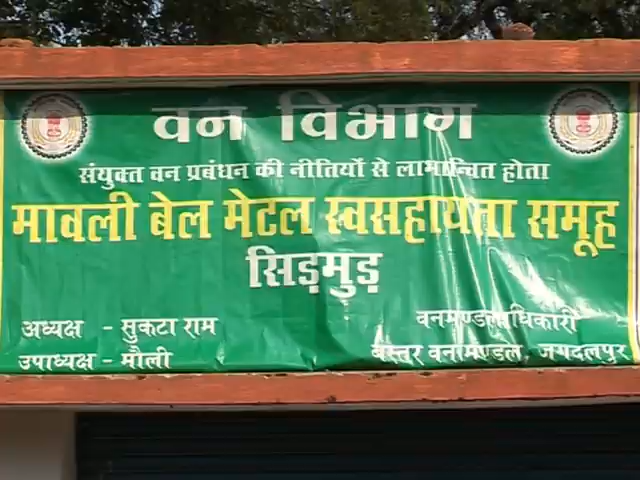 वन विभाग
संयुक्त वन प्रबंधन की नीतियों से लाभान्वित होता
मावली बेल मेटल स्वसहायता समूह
सिड़मुड़
अध्यक्ष - सुकटा राम
उपाध्यक्ष - मौली
वनमण्डलाधिकारी
बस्तर वनमण्डल, जगदलपुर